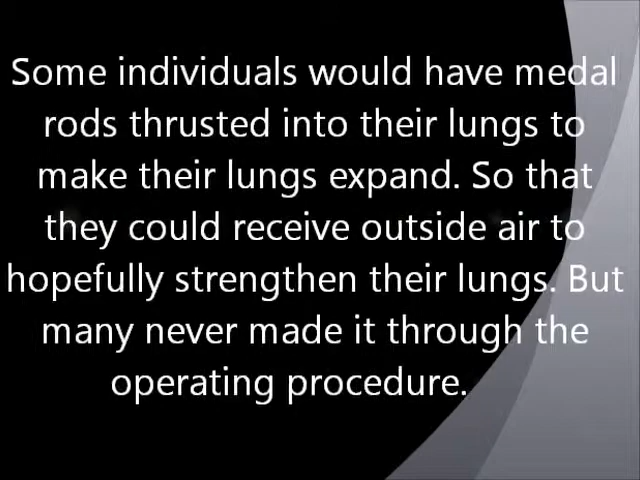 Some individuals would have medal
rods thrusted into their lungs to
make their lungs expand. So that
they could receive outside air to
hopefully strengthen their lungs. But
many never made it through the
operating procedure.